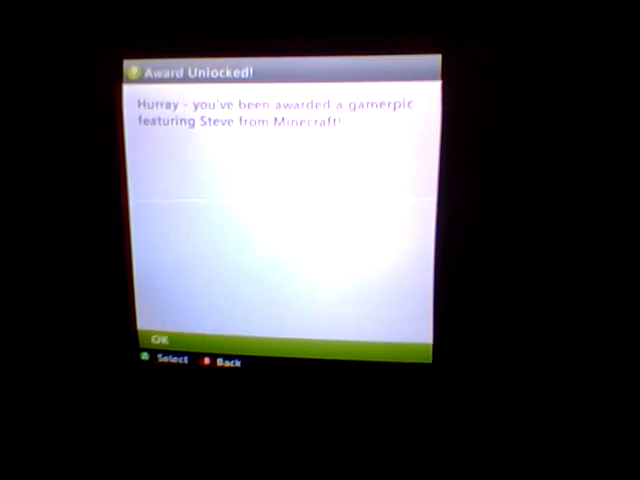 Award Unlocked!
Hurray - you've been awarded a gamerpic
featuring Steve from Minecraft!
OK
A Select B Back